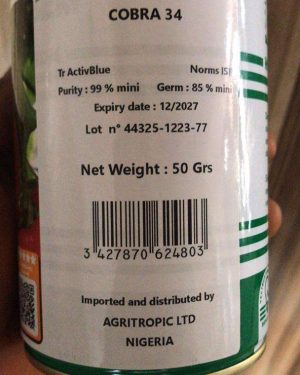 COBRA 34
Tr ActivBlue Norms IS
Purity : 99 % mini Germ : 85 % mini
Expiry date : 12/2027
Lot n° 44325-1223-77
Net Weight : 50 Grs
3 427870 624803
Imported and distributed by
AGRITROPIC LTD
NIGERIA